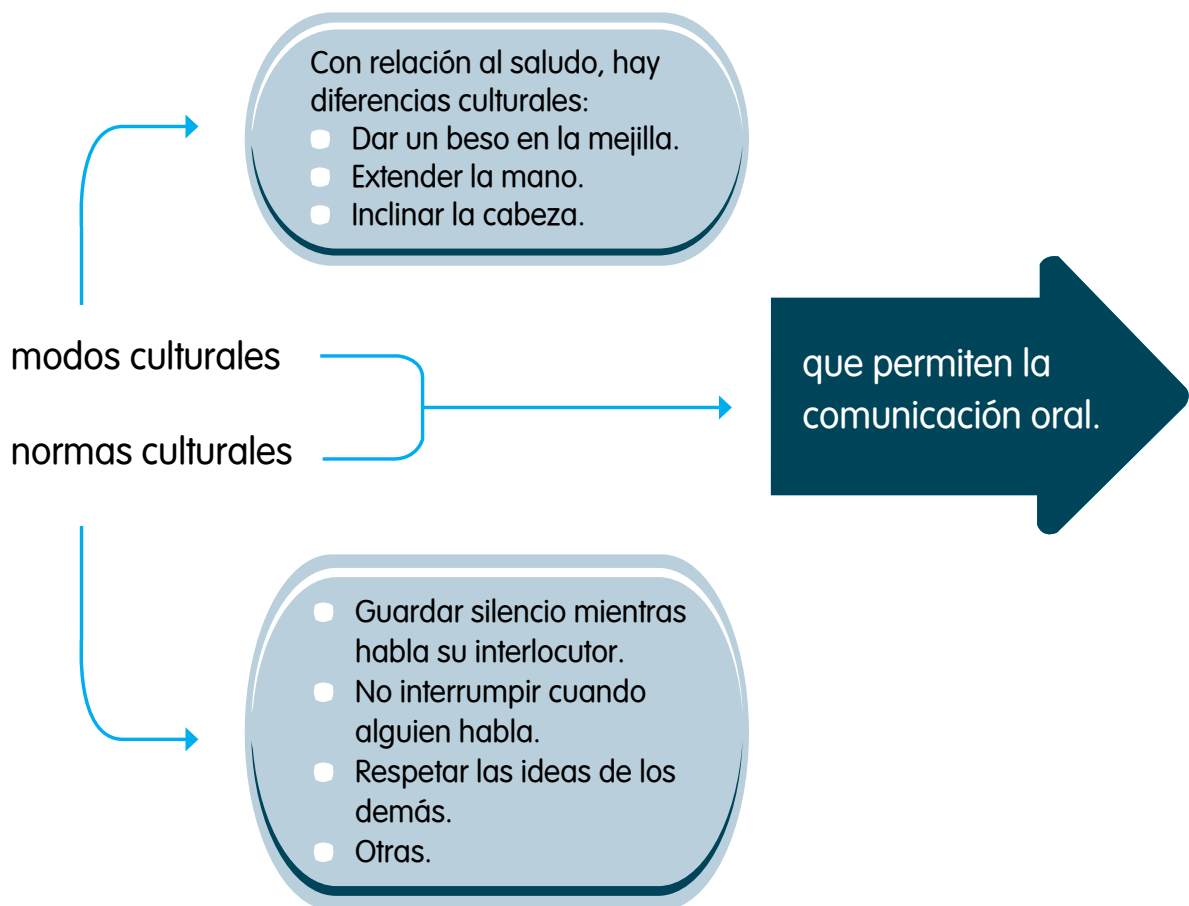 Con relación al saludo, hay
diferencias culturales:
Dar un beso en la mejilla.
Extender la mano.
Inclinar la cabeza.
modos culturales
normas culturales
que permiten la
comunicación oral.
Guardar silencio mientras
habla su interlocutor.
No interrumpir cuando
alguien habla.
Respetar las ideas de los
demás.
Otras.